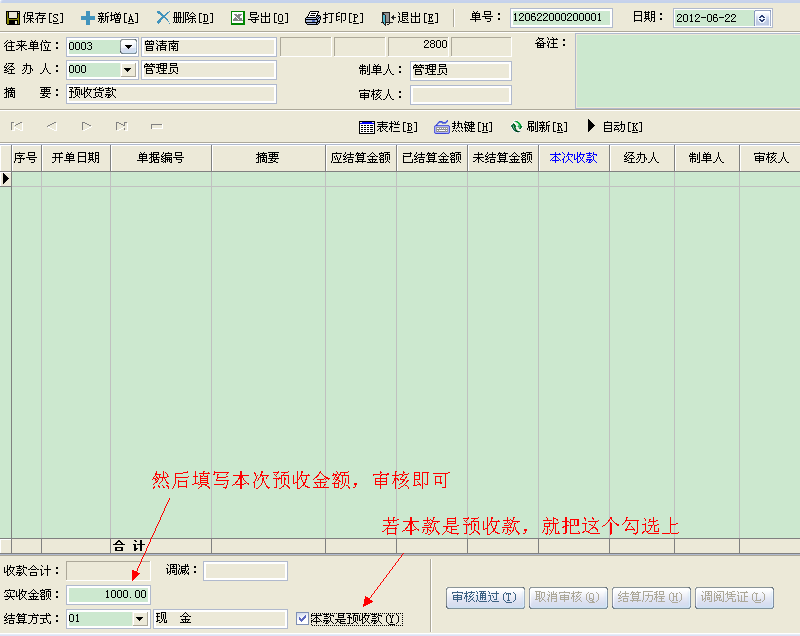 保存[S] 新增[A] 删除[D] 导出[O] 打印[P] 退出[E] 单号： 120622000200001 日期： 2012-06-22
往来单位： 0003 曾清南 2800 备注：
经 办 人： 000 管理员 制单人： 管理员
摘 要： 预收货款 审核人：
表栏[B] 热键[H] 刷新[R] 自动[K]
序号 开单日期 单据编号 摘要 应结算金额 已结算金额 未结算金额 本次收款 经办人 制单人 审核人
然后填写本次预收金额，审核即可
若本款是预收款，就把这个勾选上
合 计
收款合计： 调减：
实收金额： 1000.00 审核通过(I) 取消审核(Q) 结算历程(H) 调阅凭证(L)
结算方式： 01 现 金 本款是预收款(Y)